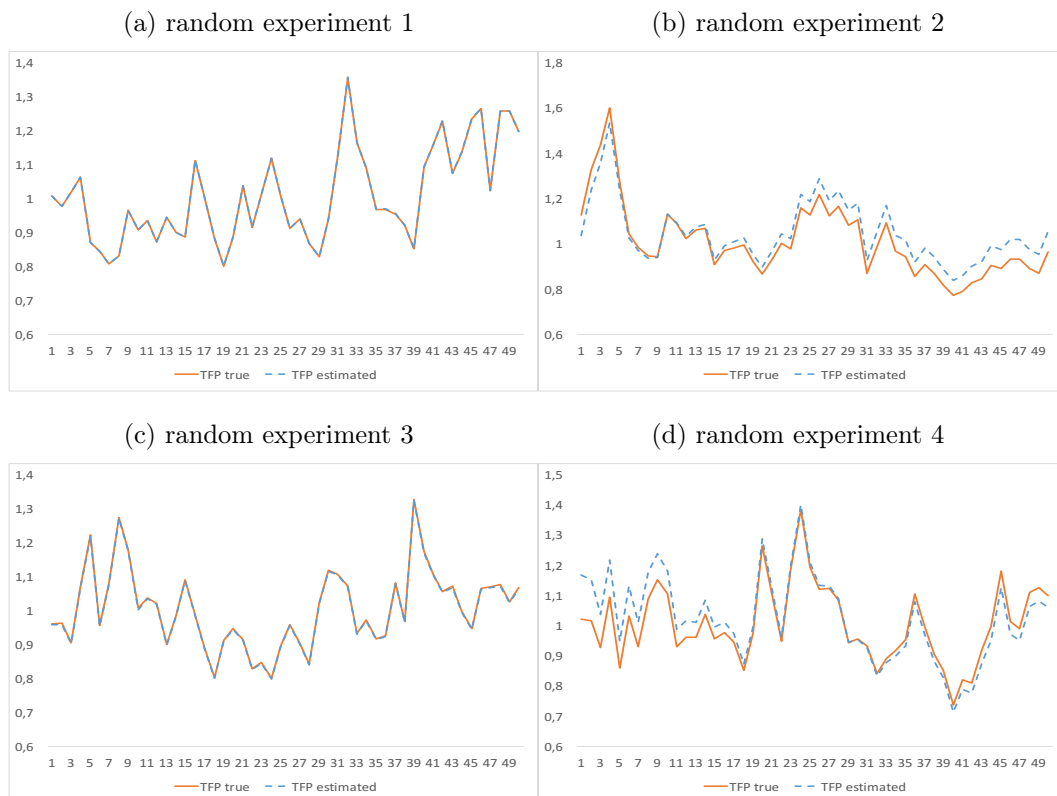 (a) random experiment 1
1,4
1,3
1,2
1,1
1
0,9
0,8
0,7
0,6
1 3 5 7 9 11 13 15 17 19 21 23 25 27 29 31 33 35 37 39 41 43 45 47 49
TFP true TFP estimated
(b) random experiment 2
1,8
1,6
1,4
1,2
1
0,8
0,6
1 3 5 7 9 11 13 15 17 19 21 23 25 27 29 31 33 35 37 39 41 43 45 47 49
TFP true TFP estimated
(c) random experiment 3
1,4
1,3
1,2
1,1
1
0,9
0,8
0,7
0,6
1 3 5 7 9 11 13 15 17 19 21 23 25 27 29 31 33 35 37 39 41 43 45 47 49
TFP true TFP estimated
(d) random experiment 4
1,5
1,4
1,3
1,2
1,1
1
0,9
0,8
0,7
0,6
1 3 5 7 9 11 13 15 17 19 21 23 25 27 29 31 33 35 37 39 41 43 45 47 49
TFP true TFP estimated